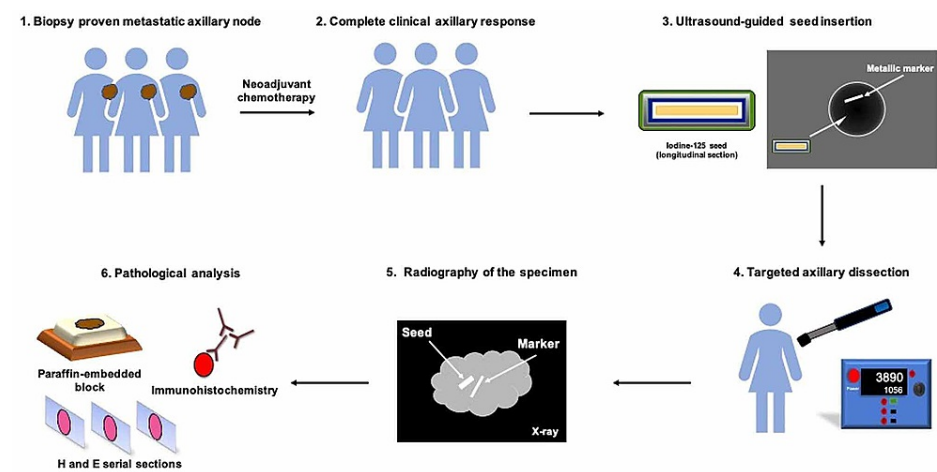 1. Biopsy proven metastatic axillary node
2. Complete clinical axillary response
3. Ultrasound-guided seed insertion
Neoadjuvant
chemotherapy
Metallic marker
Iodine-125 seed
(longitudinal section)
6. Pathological analysis
5. Radiography of the specimen
4. Targeted axillary dissection
Paraffin-embedded
block
Immunohistochemistry
H and E serial sections
Seed
Marker
X-ray
3890
1056
Power